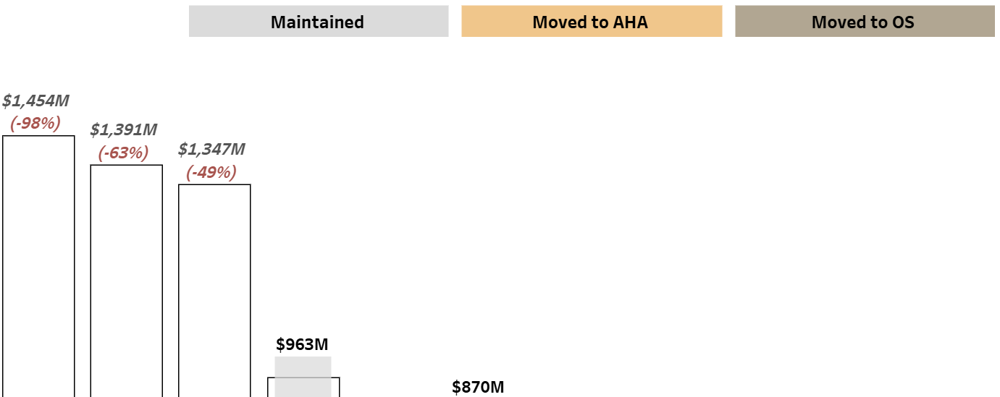 Maintained
Moved to AHA
Moved to OS
$1,454M
(-98%)
$1,391M
(-63%)
$1,347M
(-49%)
$963M
$870M